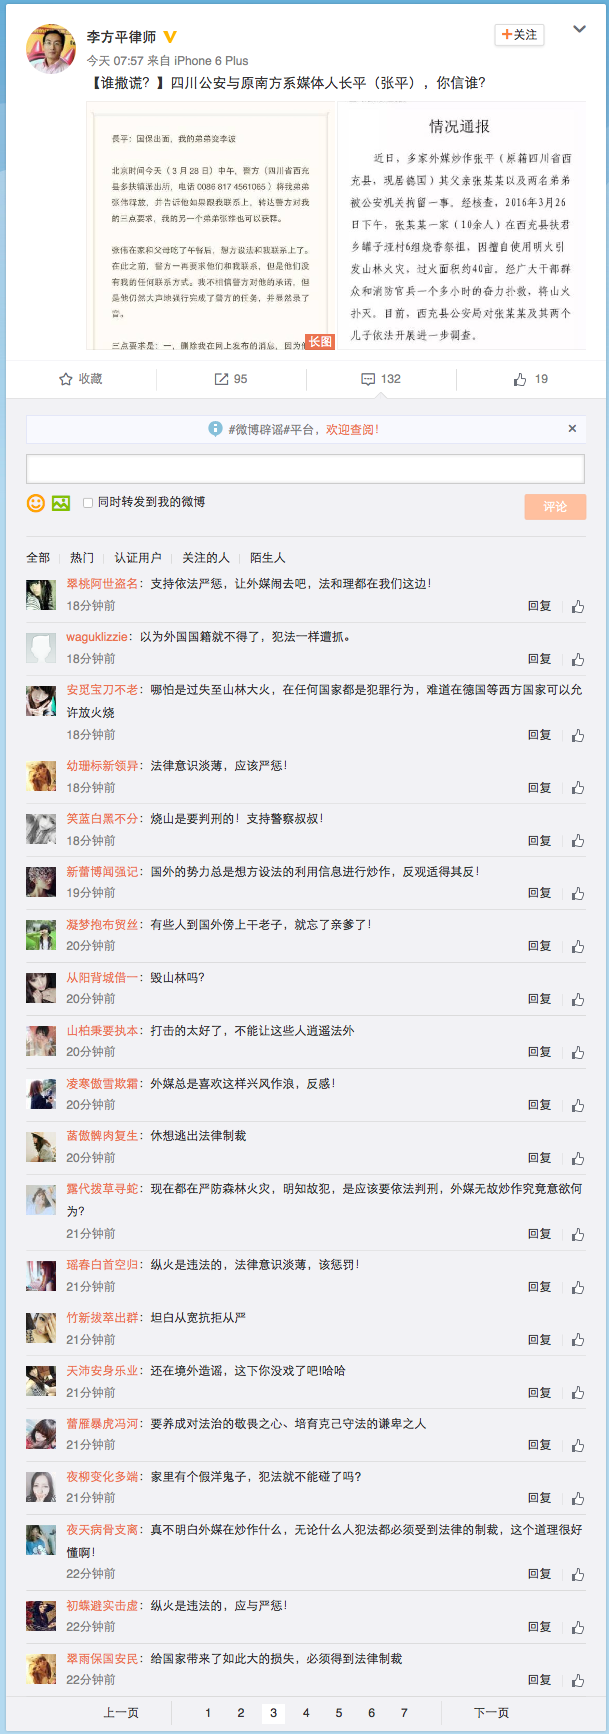 李方平律师
+关注
今天 07:57 来自 iPhone 6 Plus
【谁撒谎？】四川公安与原南方系媒体人长平（张平），你信谁？
長平：国保出面，我的弟弟变李波
北京时间今天（3月28日）中午，警方（四川省西充
县多扶镇派出所，电话 0086 817 4561065 ）将我弟弟
张伟释放，并告诉他如果跟我联系上，转达警方对我
的三点要求，我的另一个弟弟张雄也可以获释。
张伟在家和父母吃了午餐后，想方设法和我联系上了。
在此之前，警方一再要求他们和我联系，但是他们没
有我的任何联系方式。我不相信警方对他的承诺，但
是他仍然大声地强行完成了警方的任务，并显然录了
音。
三点要求是：一，删除我在网上发布的消息，因为他
长图
情况通报
近日，多家外媒炒作张平（原籍四川省西
充县，现居德国）其父亲张某某以及两名弟弟
被公安机关拘留一事。经核查，2016年3月26
日下午，张某某一家（10余人）在西充县扶君
乡罐子垭村6组烧香祭祖，因擅自使用明火引
发山林火灾，过火面积约40亩。经广大干部群
众和消防官兵一个多小时的奋力扑救，将山火
扑灭。目前，西充县公安局对张某某及其两个
儿子依法开展进一步调查。
收藏
95
132
19
#微博辟谣#平台，欢迎查阅！
同时转发到我的微博
评论
全部 热门 认证用户 关注的人 陌生人
翠桃阿世盗名：支持依法严惩，让外媒闹去吧，法和理都在我们这边！
18分钟前 回复
waguklizzie：以为外国国籍就不得了，犯法一样遭抓。
18分钟前 回复
安觅宝刀不老：哪怕是过失至山林大火，在任何国家都是犯罪行为，难道在德国等西方国家可以允
许放火烧
18分钟前 回复
幼珊标新领异：法律意识淡薄，应该严惩！
18分钟前 回复
笑蓝白黑不分：烧山是要判刑的！支持警察叔叔！
18分钟前 回复
新蕾博闻强记：国外的势力总是想方设法的利用信息进行炒作，反观适得其反！
19分钟前 回复
凝梦抱布贸丝：有些人到国外傍上干老子，就忘了亲爹了！
20分钟前 回复
从阳背城借一：毁山林吗？
20分钟前 回复
山柏秉要执本：打击的太好了，不能让这些人逍遥法外
20分钟前 回复
凌寒傲雪欺霜：外媒总是喜欢这样兴风作浪，反感！
20分钟前 回复
菡傲髀肉复生：休想逃出法律制裁
20分钟前 回复
露代拨草寻蛇：现在都在严防森林火灾，明知故犯，是应该要依法判刑，外媒无故炒作究竟意欲何
为？
21分钟前 回复
瑶春白首空归：纵火是违法的，法律意识淡薄，该惩罚！
21分钟前 回复
竹新拔萃出群：坦白从宽抗拒从严
21分钟前 回复
天沛安身乐业：还在境外造谣，这下你没戏了吧!哈哈
21分钟前 回复
蕾雁暴虎冯河：要养成对法治的敬畏之心、培育克己守法的谦卑之人
21分钟前 回复
夜柳变化多端：家里有个假洋鬼子，犯法就不能碰了吗？
21分钟前 回复
夜天病骨支离：真不明白外媒在炒作什么，无论什么人犯法都必须受到法律的制裁，这个道理很好
懂啊！
22分钟前 回复
初蝶避实击虚：纵火是违法的，应与严惩！
22分钟前 回复
翠雨保国安民：给国家带来了如此大的损失，必须得到法律制裁
22分钟前 回复
上一页 1 2 3 4 5 6 7 下一页